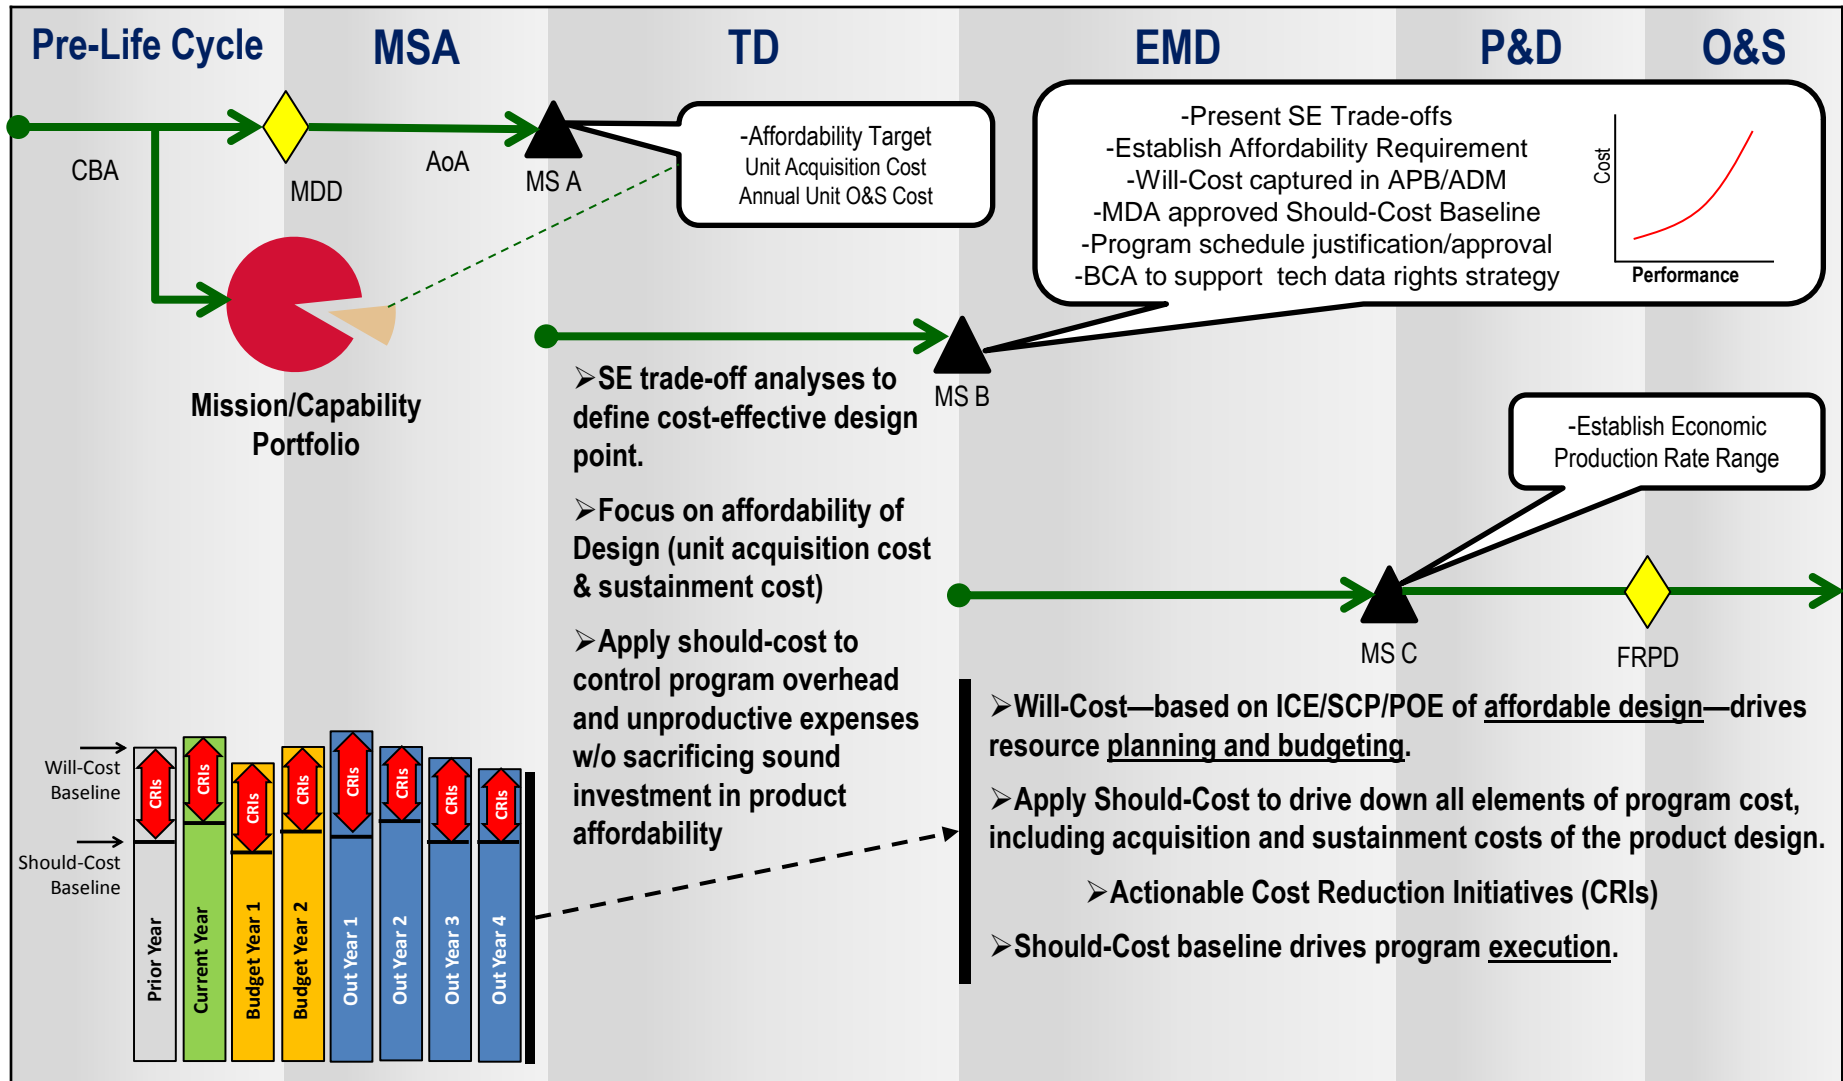 Pre-Life Cycle
MSA
TD
EMD
P&D
O&S
CBA
MDD
AoA
MS A
-Affordability Target
Unit Acquisition Cost
Annual Unit O&S Cost
-Present SE Trade-offs
-Establish Affordability Requirement
-Will-Cost captured in APB/ADM
-MDA approved Should-Cost Baseline
-Program schedule justification/approval
-BCA to support tech data rights strategy
Cost
Performance
Mission/Capability
Portfolio
MS B
➢SE trade-off analyses to
define cost-effective design
point.
➢Focus on affordability of
Design (unit acquisition cost
& sustainment cost)
➢Apply should-cost to
control program overhead
and unproductive expenses
w/o sacrificing sound
investment in product
affordability
-Establish Economic
Production Rate Range
MS C
FRPD
➢Will-Cost—based on ICE/SCP/POE of affordable design—drives
resource planning and budgeting.
➢Apply Should-Cost to drive down all elements of program cost,
including acquisition and sustainment costs of the product design.
➢Actionable Cost Reduction Initiatives (CRIs)
➢Should-Cost baseline drives program execution.
Will-Cost
Baseline
Should-Cost
Baseline
CRIs
CRIs
CRIs
CRIs
CRIs
CRIs
CRIs
CRIs
Prior Year
Current Year
Budget Year 1
Budget Year 2
Out Year 1
Out Year 2
Out Year 3
Out Year 4